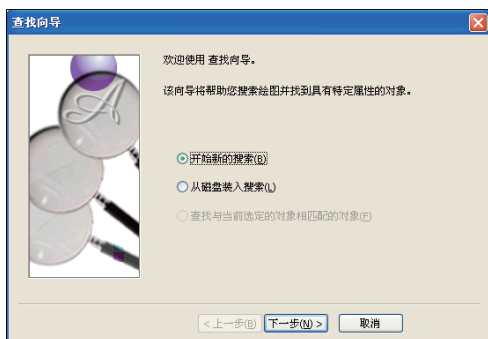 查找向导
欢迎使用 查找向导。
该向导将帮助您搜索绘图并找到具有特定属性的对象。
开始新的搜索(B)
从磁盘装入搜索(L)
查找与当前选定的对象相匹配的对象(F)
<上一步(B) 下一步(N) > 取消